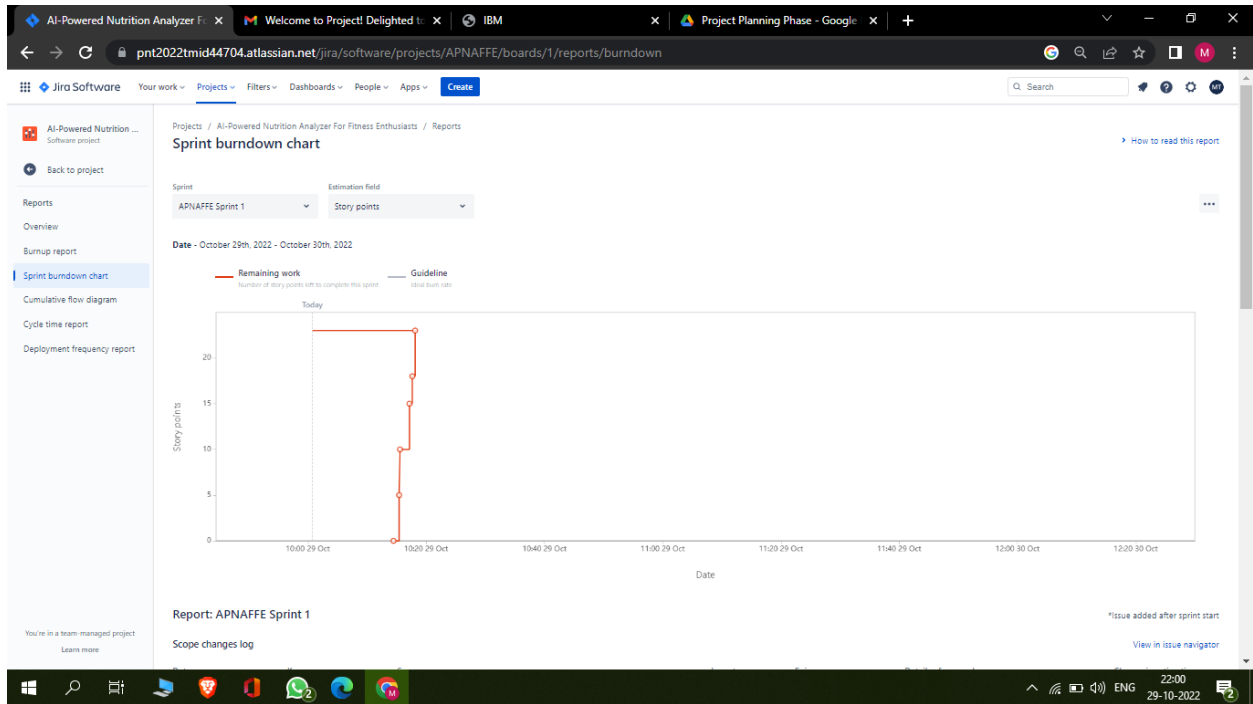 AI-Powered Nutrition Analyzer Fo
Welcome to Project! Delighted to
IBM
Project Planning Phase - Google
pnt2022tmid44704.atlassian.net/jira/software/projects/APNAFFE/boards/1/reports/burndown
M
Jira Software
Your work
Projects
Filters
Dashboards
People
Apps
Create
Search
MT
AI-Powered Nutrition ...
Software project
Back to project
Reports
Overview
Burnup report
Sprint burndown chart
Cumulative flow diagram
Cycle time report
Deployment frequency report
You're in a team-managed project
Learn more
Projects / AI-Powered Nutrition Analyzer For Fitness Enthusiasts / Reports
Sprint burndown chart
How to read this report
Sprint
Estimation field
APNAFFE Sprint 1
Story points
Date - October 29th, 2022 - October 30th, 2022
Remaining work
Number of story points left to complete this sprint
Guideline
Ideal burn rate
Today
20
15
10
5
0
Story points
10:00 29 Oct
10:20 29 Oct
10:40 29 Oct
11:00 29 Oct
11:20 29 Oct
11:40 29 Oct
12:00 30 Oct
12:20 30 Oct
Date
Report: APNAFFE Sprint 1
*Issue added after sprint start
Scope changes log
View in issue navigator
ENG
22:00
29-10-2022
2